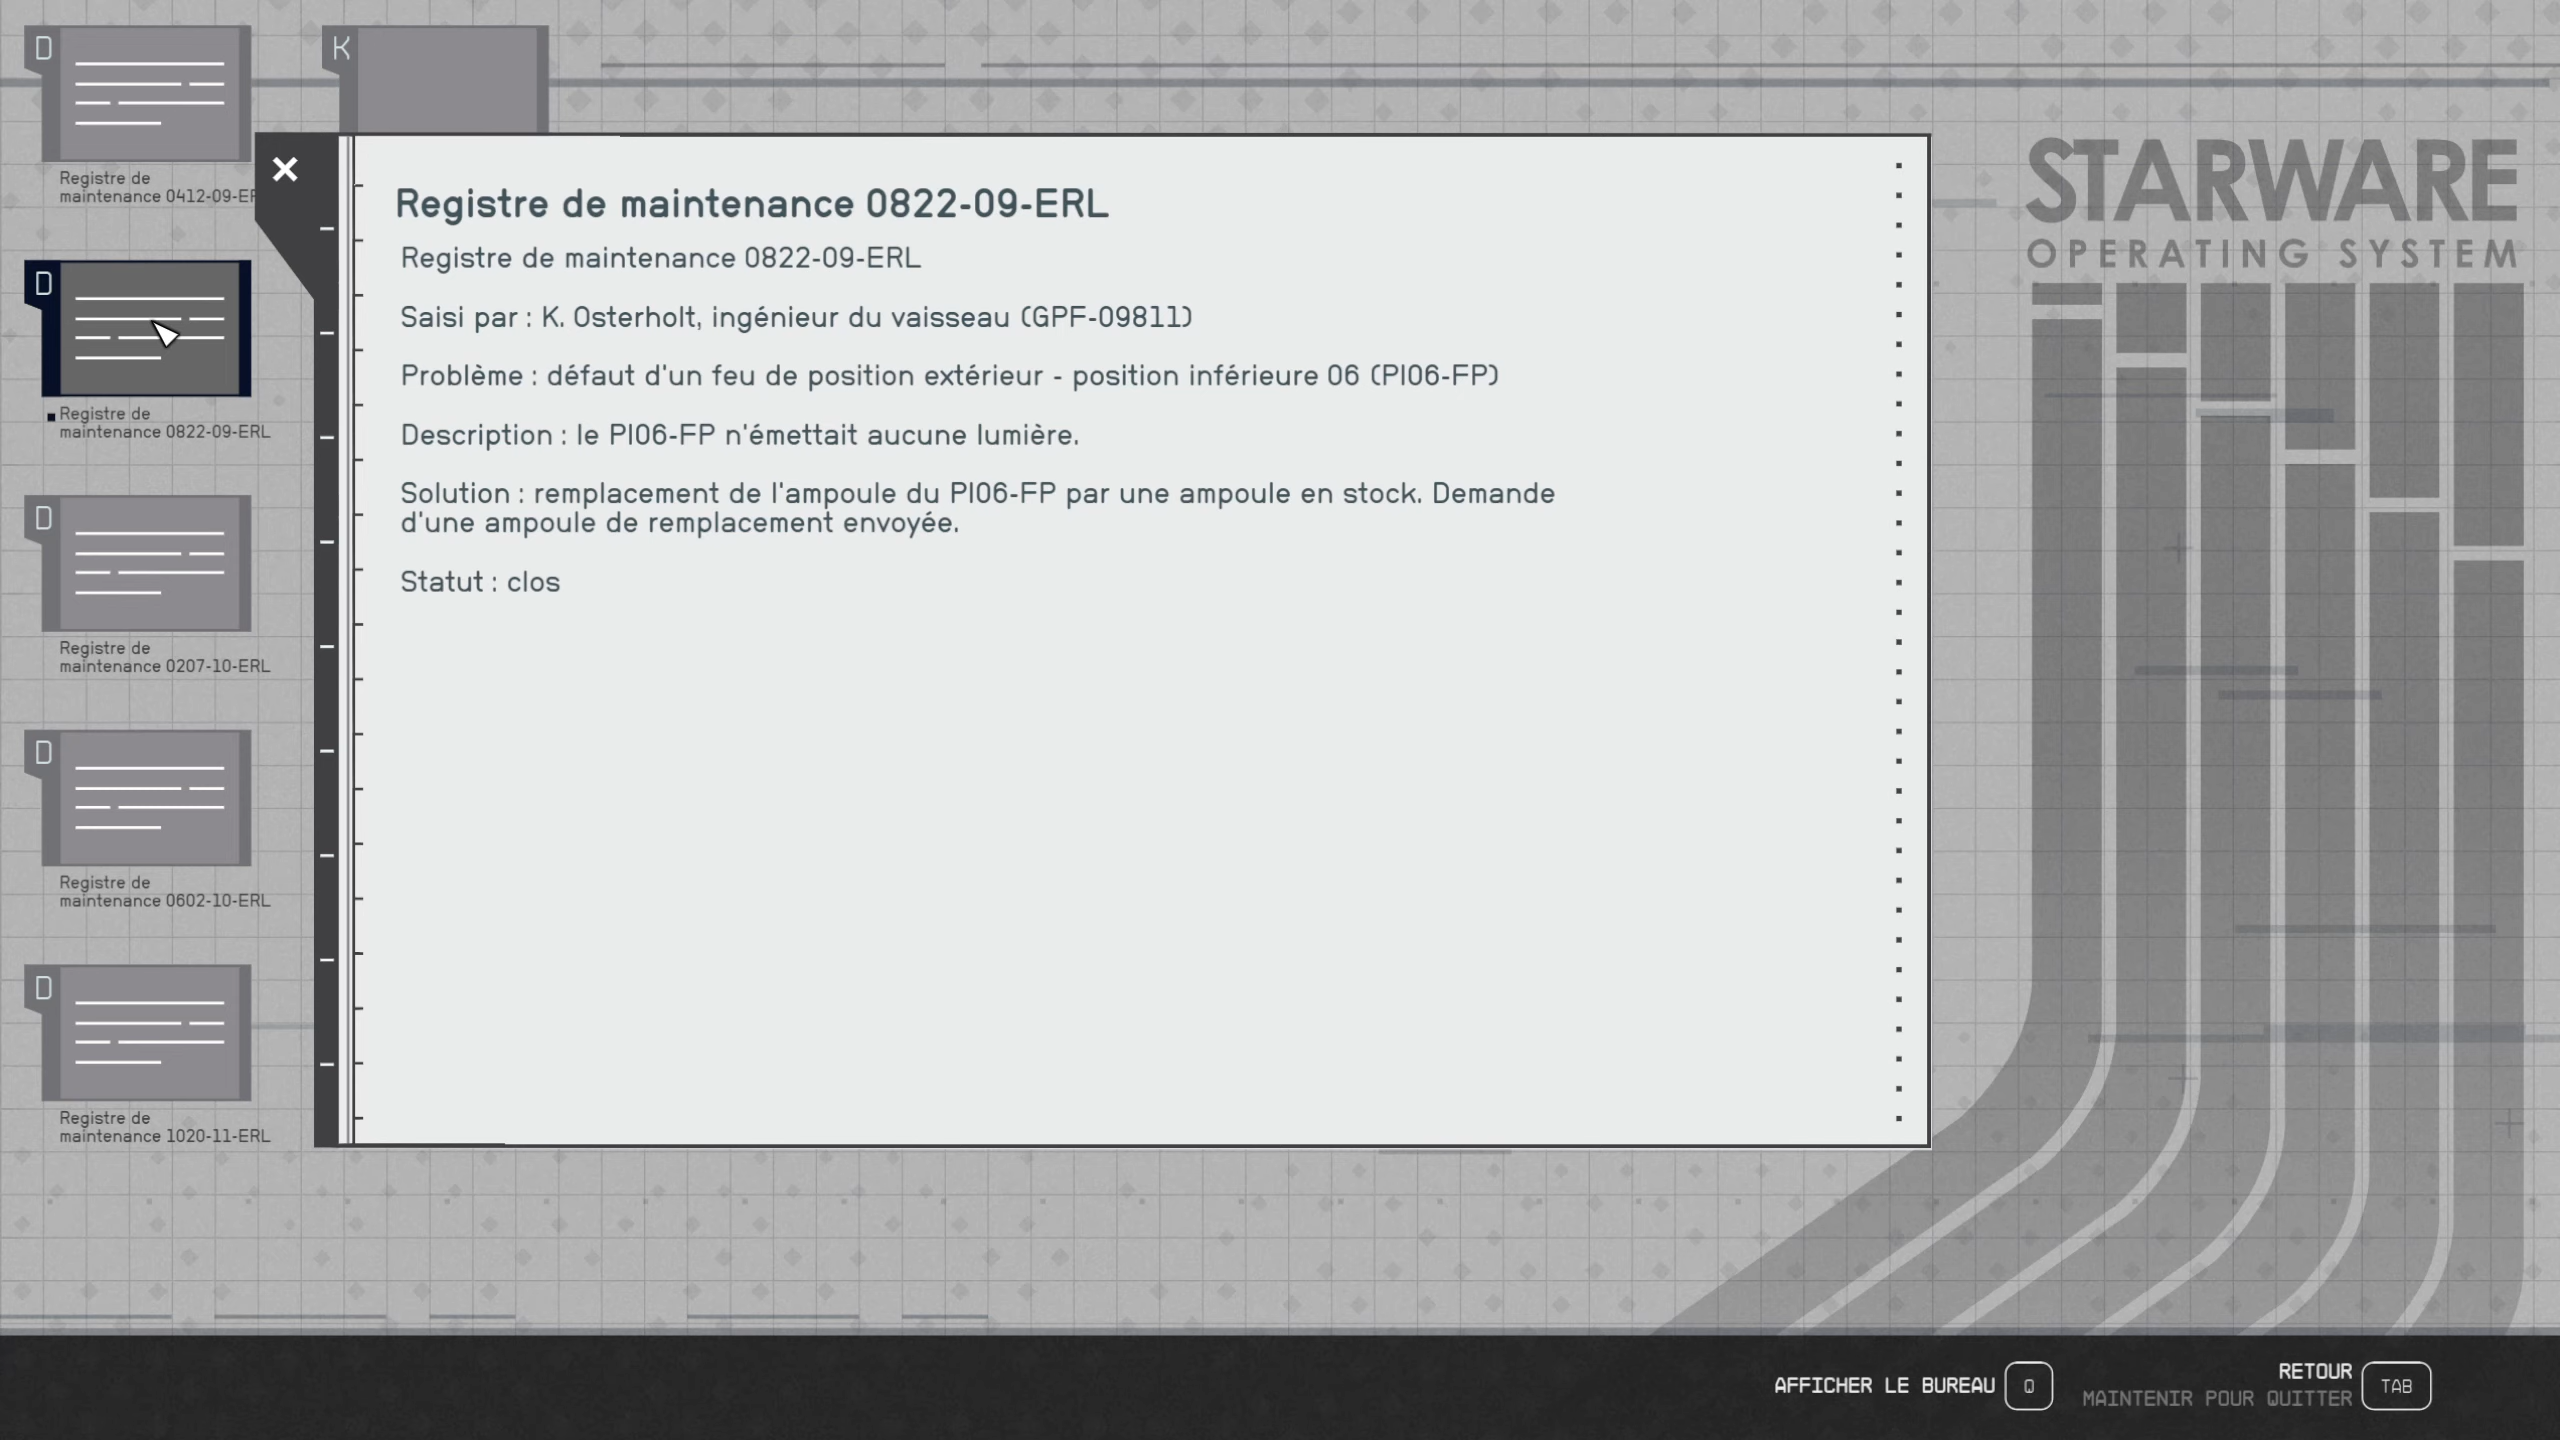 D
Registre de
maintenance 0412-09-E
K
D
Registre de
maintenance 0822-09-ERL
D
Registre de
maintenance 0207-10-ERL
D
Registre de
maintenance 0602-10-ERL
D
Registre de
maintenance 1020-11-ERL
Registre de maintenance 0822-09-ERL
Registre de maintenance 0822-09-ERL
Saisi par : K. Osterholt, ingénieur du vaisseau (GPF-09811)
Problème : défaut d'un feu de position extérieur - position inférieure 06 (PI06-FP)
Description : le PI06-FP n'émettait aucune lumière.
Solution : remplacement de l'ampoule du PI06-FP par une ampoule en stock. Demande
d'une ampoule de remplacement envoyée.
Statut : clos
STARWARE
OPERATING SYSTEM
AFFICHER LE BUREAU Q
RETOUR
MAINTENIR POUR QUITTER TAB